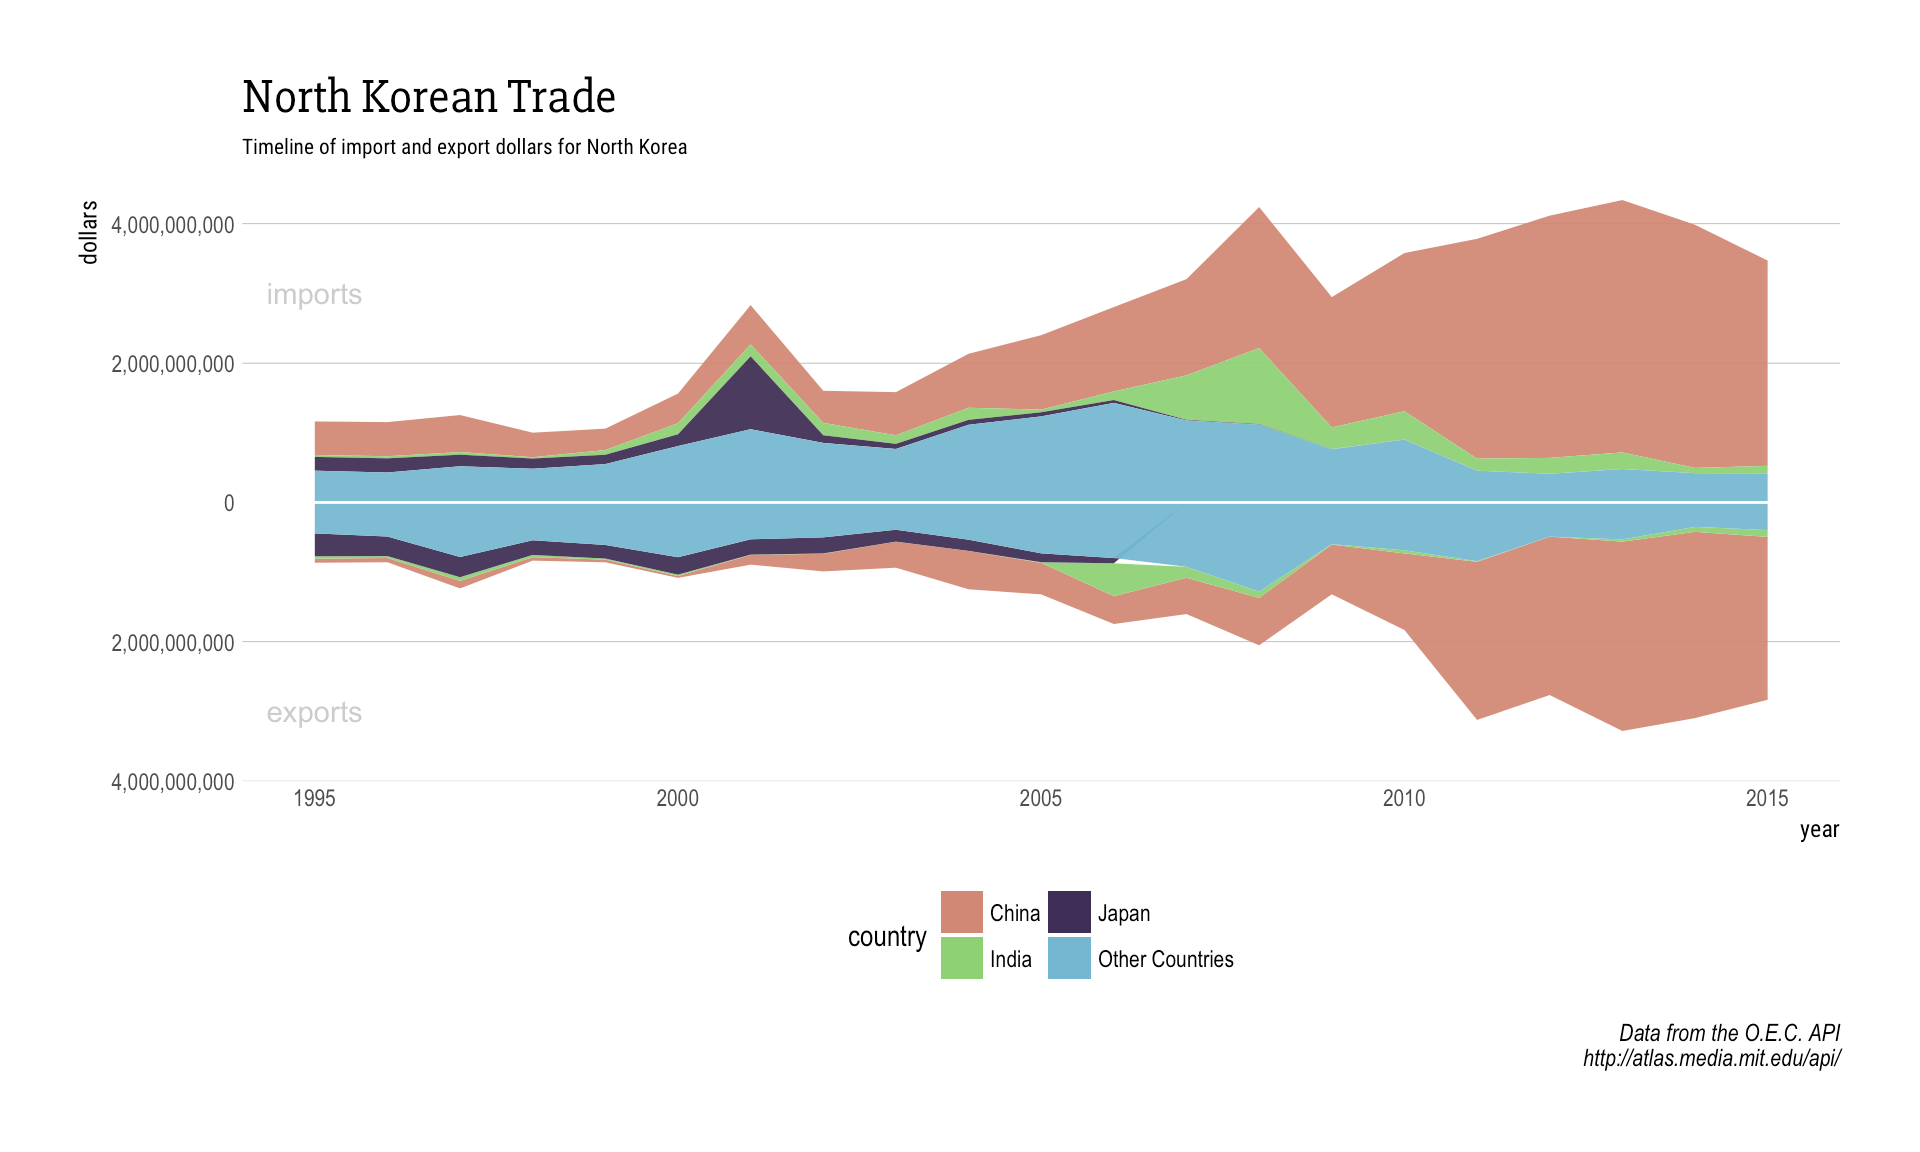 North Korean Trade
Timeline of import and export dollars for North Korea
dollars
4,000,000,000
imports
2,000,000,000
0
2,000,000,000
exports
4,000,000,000
1995 2000 2005 2010 2015
year
country
China Japan
India Other Countries
Data from the O.E.C. API
http://atlas.media.mit.edu/api/